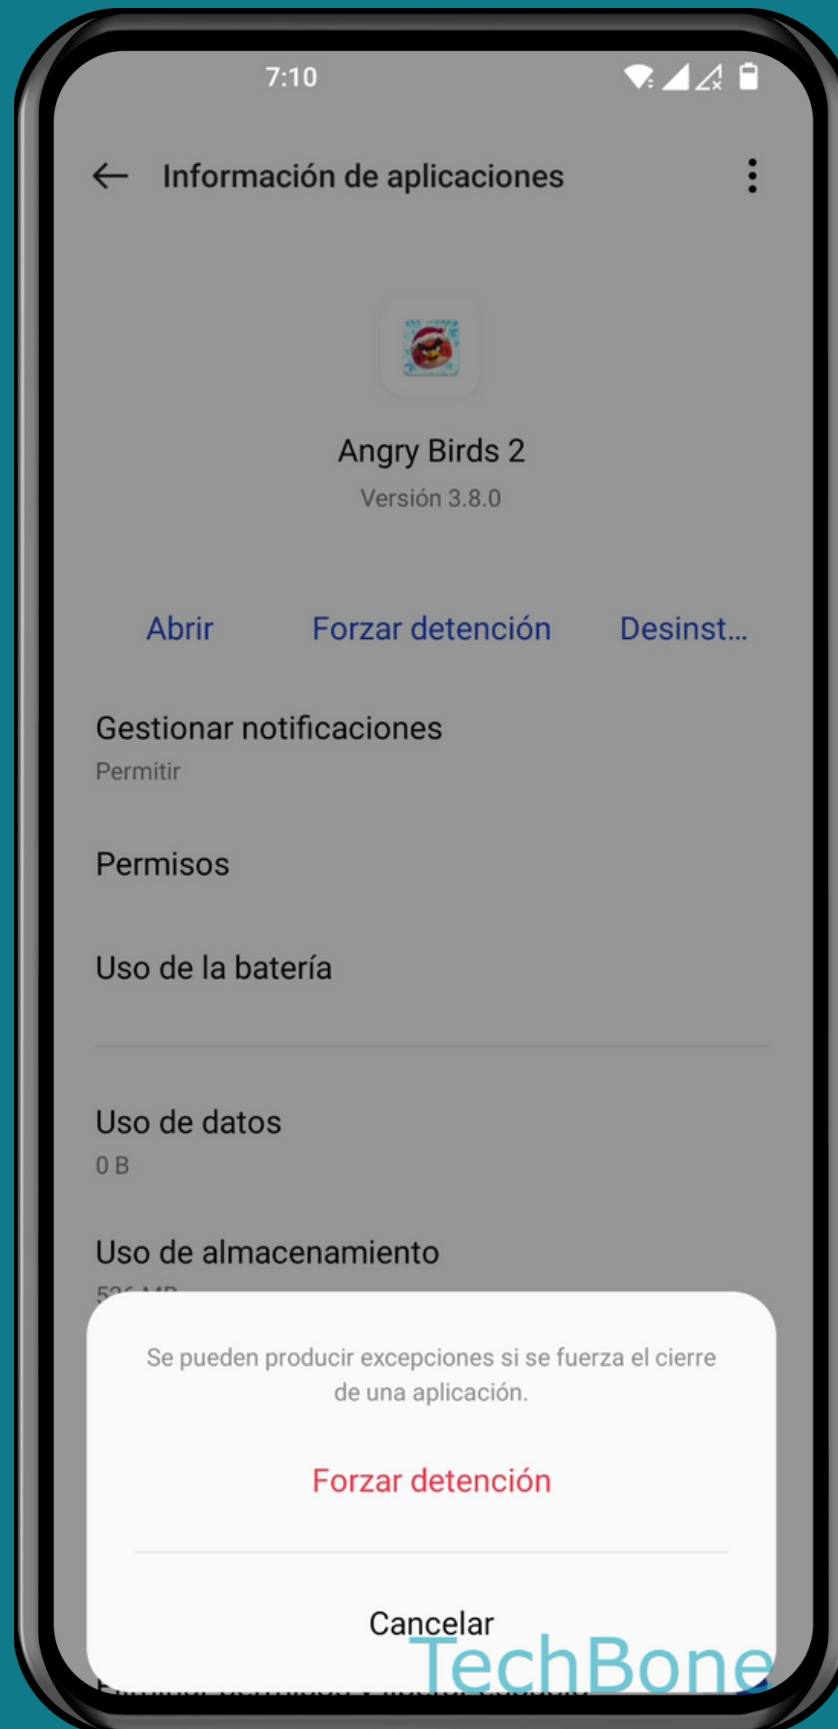 7:10
Información de aplicaciones
Angry Birds 2
Versión 3.8.0
Abrir
Forzar detención
Desinst...
Gestionar notificaciones
Permitir
Permisos
Uso de la batería
Uso de datos
0 B
Uso de almacenamiento
Se pueden producir excepciones si se fuerza el cierre
de una aplicación.
Forzar detención
Cancelar
TechBone